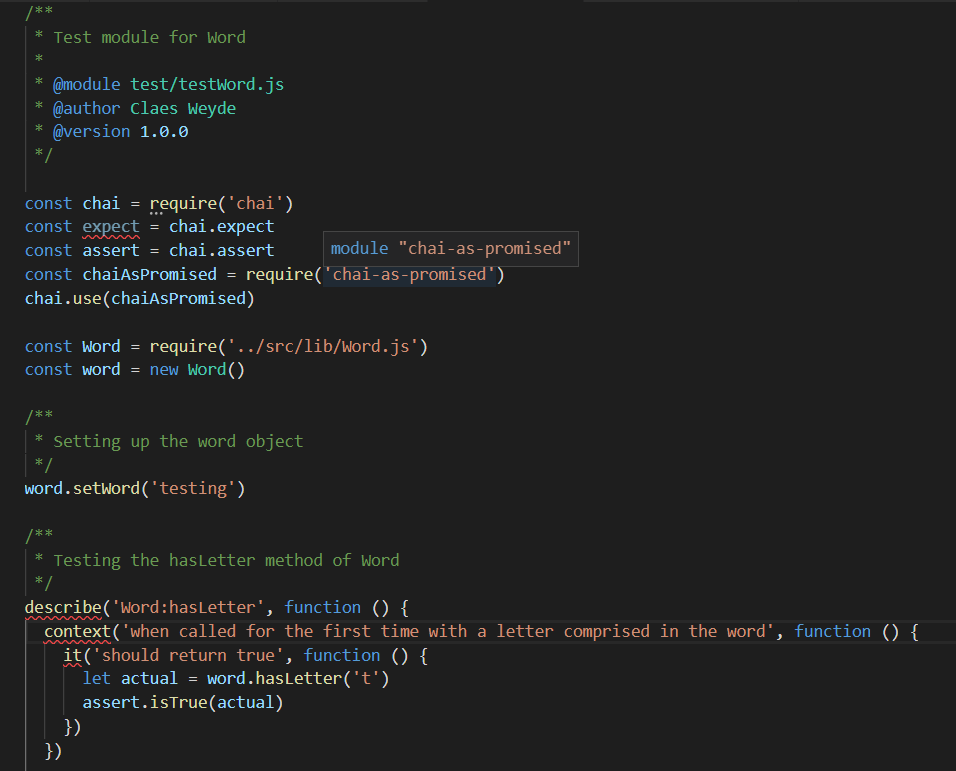 /**
 * Test module for Word
 *
 * @module test/testWord.js
 * @author Claes Weyde
 * @version 1.0.0
 */

const chai = require('chai')
const expect = chai.expect
const assert = chai.assert
module "chai-as-promised"
const chaiAsPromised = require('chai-as-promised')
chai.use(chaiAsPromised)

const Word = require('../src/lib/Word.js')
const word = new Word()

/**
 * Setting up the word object
 */
word.setWord('testing')

/**
 * Testing the hasLetter method of Word
 */
describe('Word:hasLetter', function () {
  context('when called for the first time with a letter comprised in the word', function () {
    it('should return true', function () {
      let actual = word.hasLetter('t')
      assert.isTrue(actual)
    })
  })